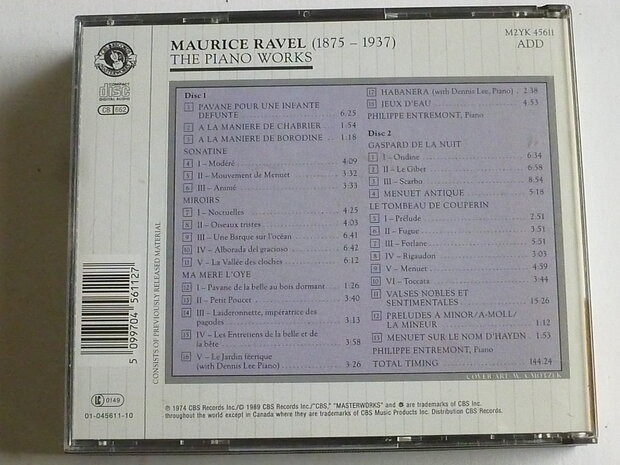 MAURICE RAVEL (1875 – 1937)
THE PIANO WORKS
M2YK 45611
ADD
COMPACT
disc
DIGITAL AUDIO
CB 662
Disc 1
1 PAVANE POUR UNE INFANTE
DEFUNTE 6:25
2 A LA MANIERE DE CHABRIER 1·54
3 A LA MANIERE DE BORODINE 1.18
SONATINE
4 I – Modéré 4:09
5 II – Mouvement de Menuet 3:32
6 III – Animé 3:33
MIROIRS
7 I – Noctuelles 4:25
8 II – Oiseaux tristes 4:03
9 III – Une Barque sur l'océan 6:41
10 IV – Alborada del gracioso 6:42
11 V – La Vallée des cloches 6:12
MA MERE L'OYE
12 I – Pavane de la belle au bois dormant 1:26
13 II – Petit Poucet 3:40
14 III – Laideronnette, impératrice des
pagodes 3:13
15 IV – Les Entretiens de la belle et de
la bête 3:58
16 V – Le Jardin féerique
(with Dennis Lee Piano) 3:26
17 HABANERA (with Dennis Lee, Piano) 2:38
18 JEUX D'EAU 4:53
PHILIPPE ENTREMONT, Piano
Disc 2
GASPARD DE LA NUIT
1 I – Ondine 6:34
2 II – Le Gibet 6:58
3 III – Scarbo 8:54
4 MENUET ANTIQUE 5:18
LE TOMBEAU DE COUPERIN
5 I – Prélude 2:51
6 II – Fugue 3:51
7 III – Forlane 5:51
8 IV – Rigaudon 3:03
9 V – Menuet 4:59
10 VI – Toccata 3:44
11 VALSES NOBLES ET
SENTIMENTALES 15:26
12 PRELUDES A MINOR/A-MOLL/
LA MINEUR 1:12
13 MENUET SUR LE NOM D'HAYDN 1:53
PHILIPPE ENTREMONT, Piano
TOTAL TIMING 144:24
COVER ART: W. CMOTZEK
CONSISTS OF PREVIOUSLY RELEASED MATERIAL
5 099704 561127
LC 0149
01-045611-10
℗ 1974 CBS Records Inc./© 1989 CBS Records Inc./"CBS," "MASTERWORKS" and are trademarks of CBS Inc.
throughout the world except in Canada where they are trademarks of CBS Music Products Inc. Distribution CBS Records.